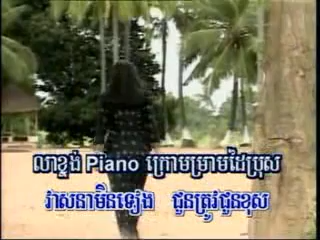 លាខ្នង់ Piano ក្រោមម្រាមដៃប្រុស
វាសនាមិនទៀង ជួនត្រូវជួនខុស